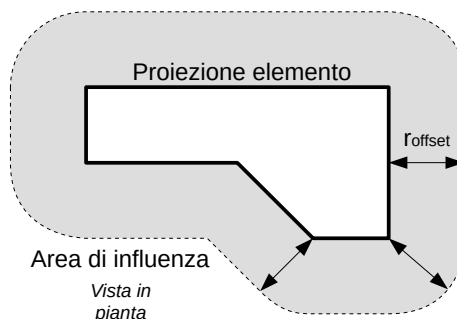 Proiezione elemento
roffset
Area di influenza
Vista in
pianta